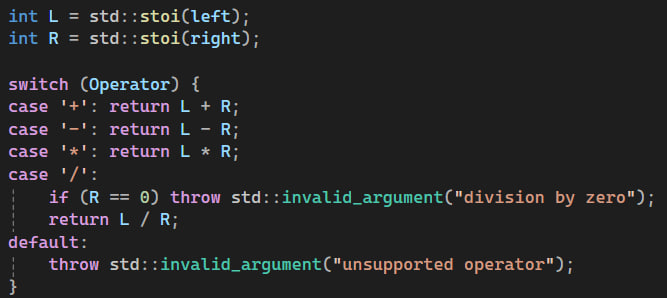 int L = std::stoi(left);
int R = std::stoi(right);

switch (Operator) {
case '+': return L + R;
case '-': return L - R;
case '*': return L * R;
case '/':
    if (R == 0) throw std::invalid_argument("division by zero");
    return L / R;
default:
    throw std::invalid_argument("unsupported operator");
}